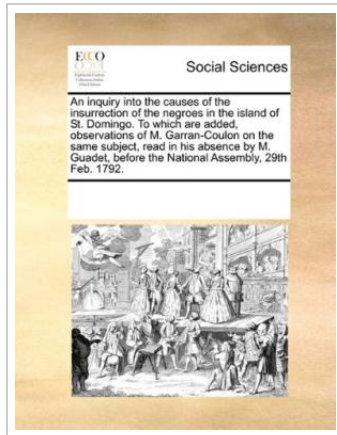 ECCO
Social Sciences
An inquiry into the causes of the
insurrection of the negroes in the island of
St. Domingo. To which are added,
observations of M. Garran-Coulon on the
same subject, read in his absence by M.
Guadet, before the National Assembly, 29th
Feb. 1792.